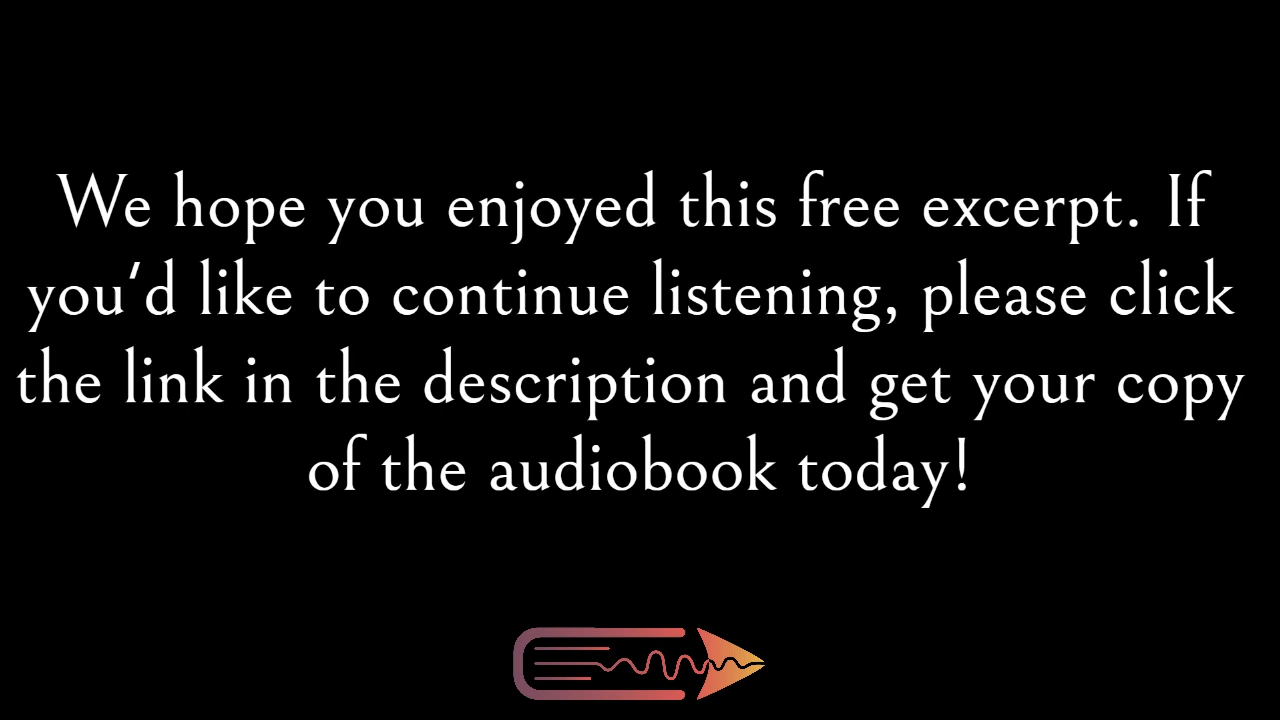 We hope you enjoyed this free excerpt. If
you'd like to continue listening, please click
the link in the description and get your copy
of the audiobook today!